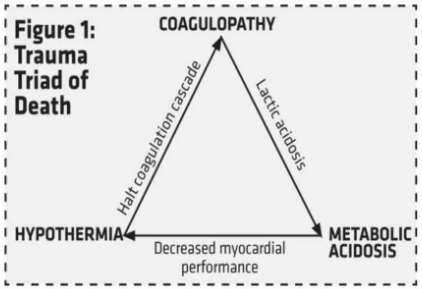 Figure 1:
Trauma
Triad of
Death
COAGULOPATHY
Halt coagulation cascade
Lactic acidosis
HYPOTHERMIA
METABOLIC
ACIDOSIS
Decreased myocardial
performance